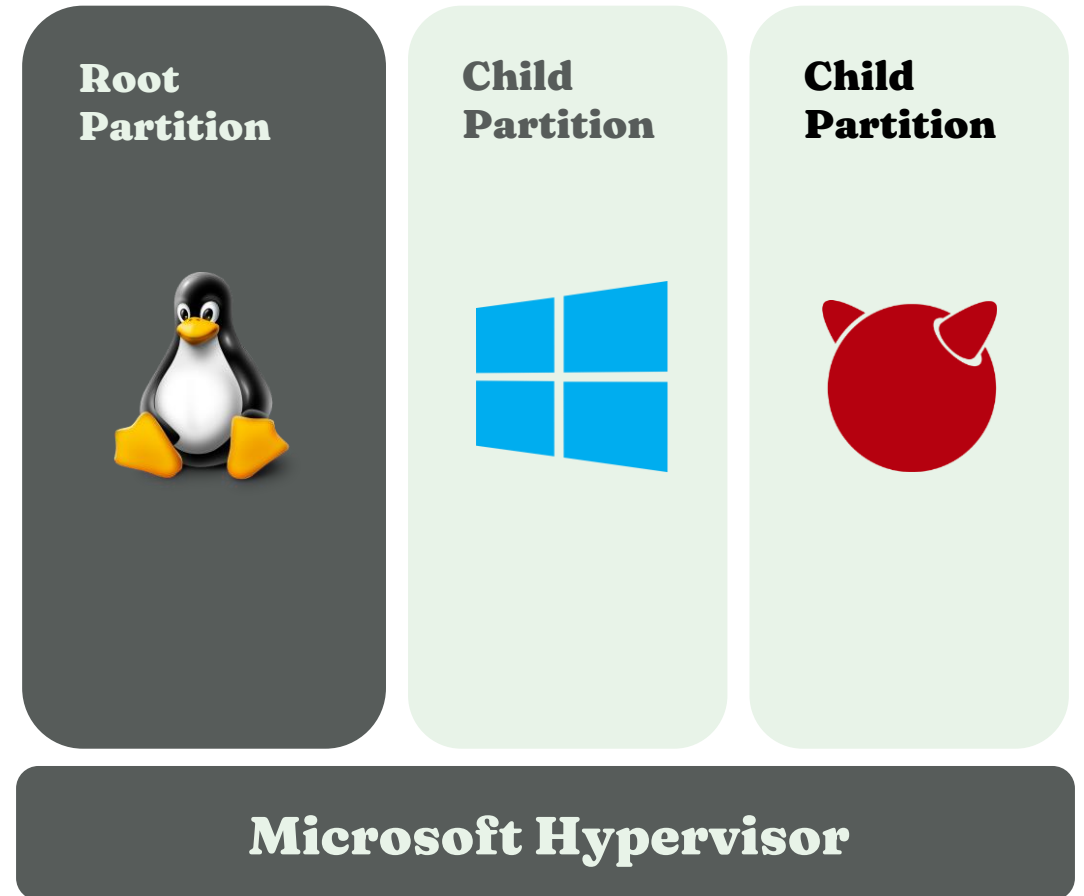 Root
Partition
Child
Partition
Child
Partition
Microsoft Hypervisor